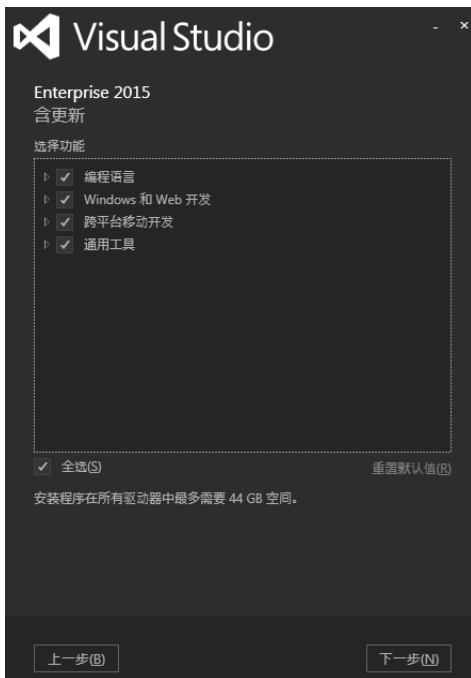 Visual Studio
Enterprise 2015
含更新
选择功能
编程语言
Windows 和 Web 开发
跨平台移动开发
通用工具
全选(S)
重置默认值(R)
安装程序在所有驱动器中最多需要 44 GB 空间。
上一步(B)
下一步(N)